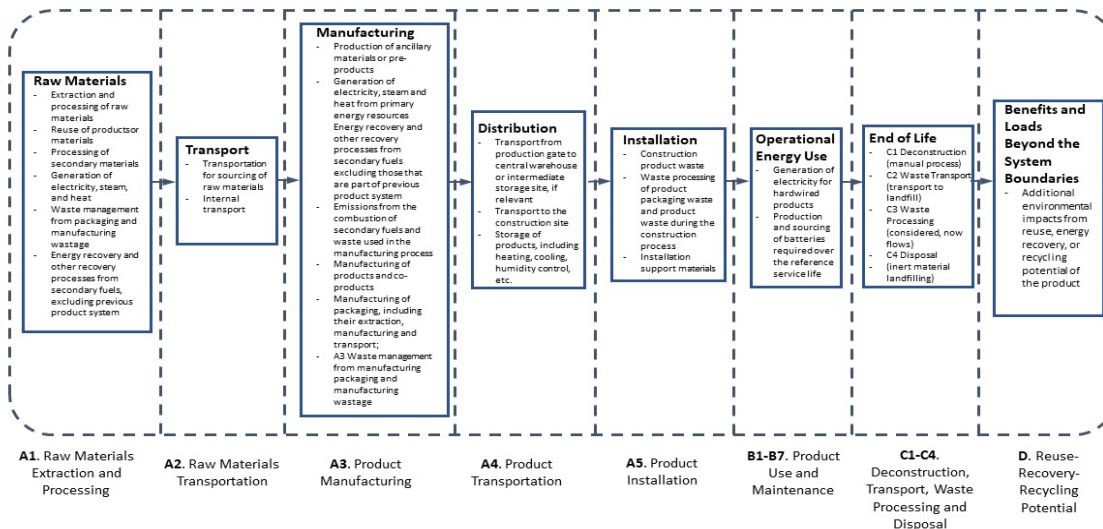 Raw Materials
- Extraction and
processing of raw
materials
- Reuse of productsor
materials
- Processing of
secondary materials
- Generation of
electricity, steam, and
and heat
- Waste management
from packaging and
manufacturing
wastage
- Energy recovery and
other recovery
processes from
secondary fuels,
excluding previous
product system
Transport
- Transportation
for sourcing of
raw materials
- Internal
transport
Manufacturing
- Production of ancillary
materials or pre-
products
- Generation of
electricity, steam and
heat from primary
energy resources
Energy recovery and
other recovery
processes from
secondary fuels
excluding those that
are part of previous
product system
- Emissions from the
combustion of
secondary fuels and
waste used in the
manufacturing process
- Manufacturing of
products and co-
products
- Manufacturing of
packaging, including
their extraction,
manufacturing and
transport;
- A3 Waste management
from manufacturing
packaging and
manufacturing
wastage
Distribution
- Transport from
production gate to
central warehouse
or intermediate
storage site, if
relevant
- Transport to the
construction site
- Storage of
products, including
heating, cooling,
humidity control,
etc.
Installation
- Construction
product waste
- Waste processing
of product
packaging waste
and product
waste during the
construction
process
- Installation
support materials
Operational
Energy Use
- Generation of
electricity for
hardwired
products
- Production
and sourcing
of batteries
required over
the reference
service life
End of Life
- C1 Deconstruction
(manual process)
- C2 Waste Transport
(transport to
landfill)
- C3 Waste
Processing
(considered, now
flows)
- C4 Disposal
- (inert material
landfilling)
Benefits and
Loads
Beyond the
System
Boundaries
- Additional
environmental
impacts from
reuse, energy
recovery, or
recycling
potential of
the product
A1. Raw Materials
Extraction and
Processing
A2. Raw Materials
Transportation
A3. Product
Manufacturing
A4. Product
Transportation
A5. Product
Installation
B1-B7. Product
Use and
Maintenance
C1-C4.
Deconstruction,
Transport, Waste
Processing and
Disposal
D. Reuse-
Recovery-
Recycling
Potential